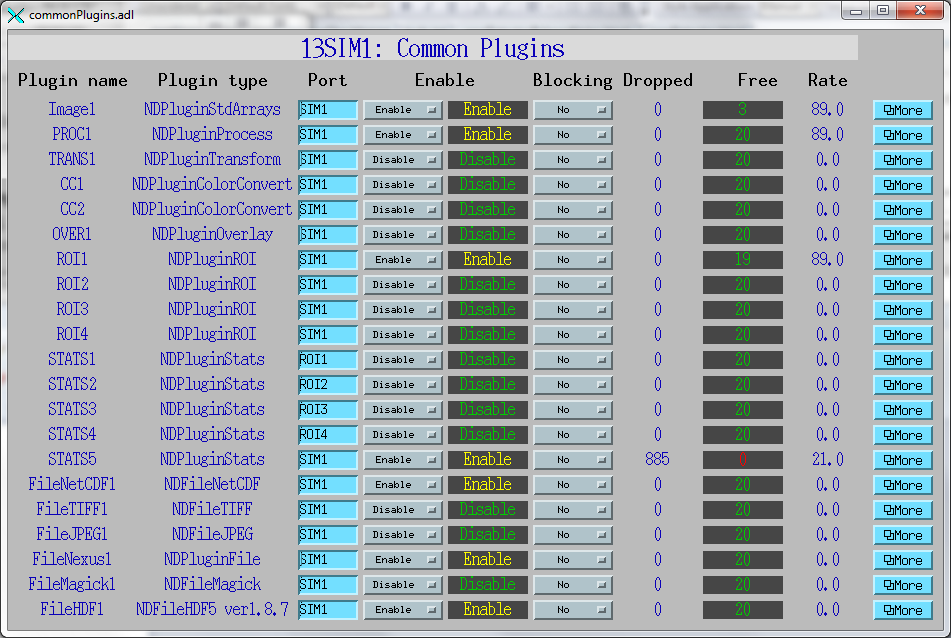 commonPlugins.adl
13SIM1: Common Plugins
Plugin name Plugin type Port Enable Blocking Dropped Free Rate
Image1 NDPluginStdArrays SIM1 Enable Enable No 0 3 89.0 More
PROC1 NDPluginProcess SIM1 Enable Enable No 0 20 89.0 More
TRANS1 NDPluginTransform SIM1 Disable Disable No 0 20 0.0 More
CC1 NDPluginColorConvert SIM1 Disable Disable No 0 20 0.0 More
CC2 NDPluginColorConvert SIM1 Disable Disable No 0 20 0.0 More
OVER1 NDPluginOverlay SIM1 Disable Disable No 0 20 0.0 More
ROI1 NDPluginROI SIM1 Enable Enable No 0 19 89.0 More
ROI2 NDPluginROI SIM1 Disable Disable No 0 20 0.0 More
ROI3 NDPluginROI SIM1 Disable Disable No 0 20 0.0 More
ROI4 NDPluginROI SIM1 Disable Disable No 0 20 0.0 More
STATS1 NDPluginStats ROI1 Disable Disable No 0 20 0.0 More
STATS2 NDPluginStats ROI2 Disable Disable No 0 20 0.0 More
STATS3 NDPluginStats ROI3 Disable Disable No 0 20 0.0 More
STATS4 NDPluginStats ROI4 Disable Disable No 0 20 0.0 More
STATS5 NDPluginStats SIM1 Enable Enable No 885 21.0 More
FileNetCDF1 NDFileNetCDF SIM1 Enable Enable No 0 20 0.0 More
FileTIFF1 NDFileTIFF SIM1 Disable Disable No 0 20 0.0 More
FileJPEG1 NDFileJPEG SIM1 Disable Disable No 0 20 0.0 More
FileNexus1 NDPluginFile SIM1 Enable Enable No 0 20 0.0 More
FileMagick1 NDFileMagick SIM1 Disable Disable No 0 20 0.0 More
FileHDF1 NDFileHDF5 ver1.8.7 SIM1 Enable Enable No 0 20 0.0 More